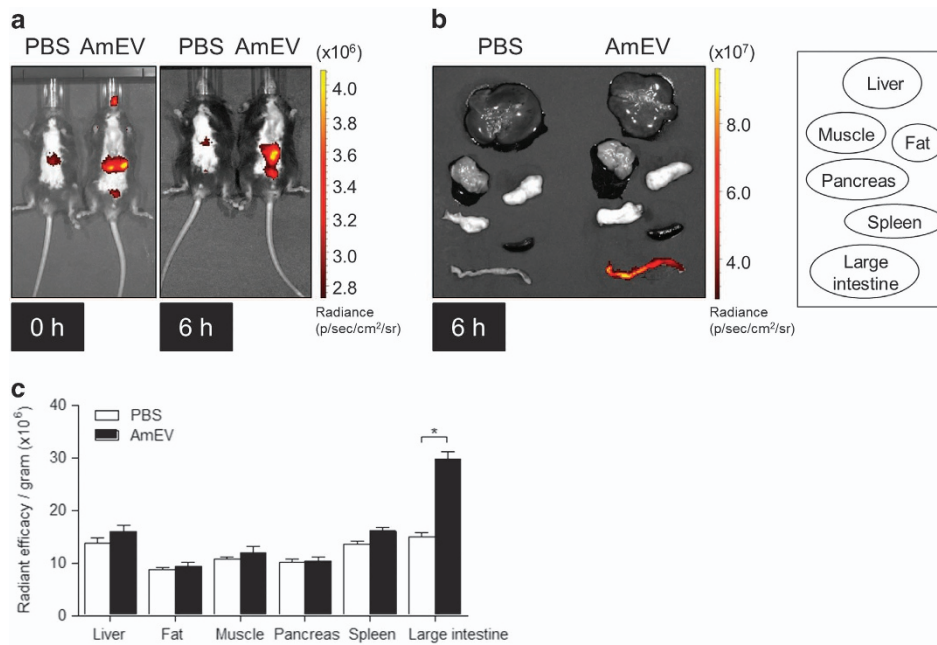 a
PBS AmEV PBS AmEV (x10⁶)
4.0
3.8
3.6
3.4
3.2
3.0
2.8
Radiance
(p/sec/cm²/sr)
0 h
6 h
b
PBS AmEV (x10⁷)
8.0
6.0
4.0
Radiance
(p/sec/cm²/sr)
6 h
Liver
Muscle
Fat
Pancreas
Spleen
Large
intestine
c
Radiant efficacy / gram (x10⁶)
40
30
20
10
0
PBS
AmEV
*
Liver Fat Muscle Pancreas Spleen Large intestine